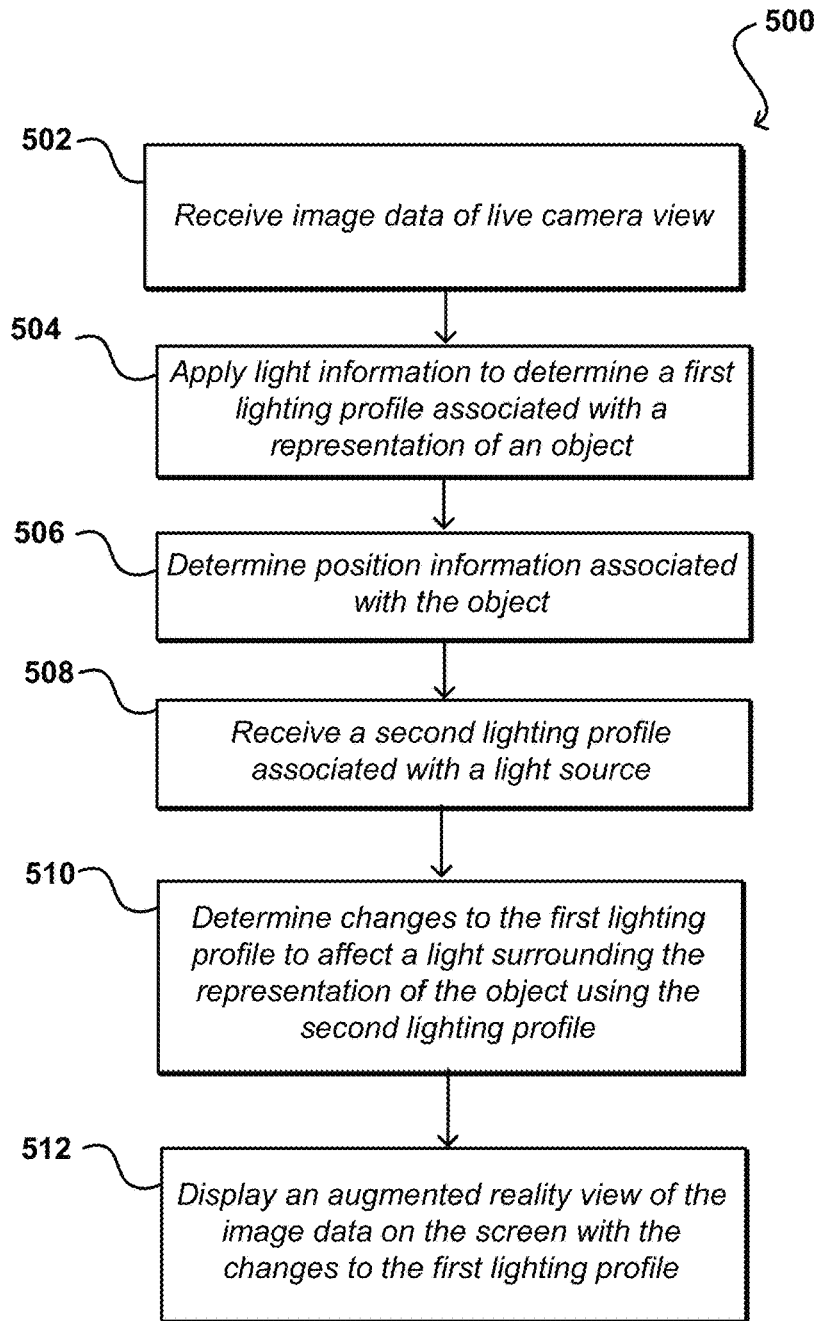 500
502
Receive image data of live camera view
504
Apply light information to determine a first
lighting profile associated with a
representation of an object
506
Determine position information associated
with the object
508
Receive a second lighting profile
associated with a light source
510
Determine changes to the first lighting
profile to affect a light surrounding the
representation of the object using the
second lighting profile
512
Display an augmented reality view of the
image data on the screen with the
changes to the first lighting profile